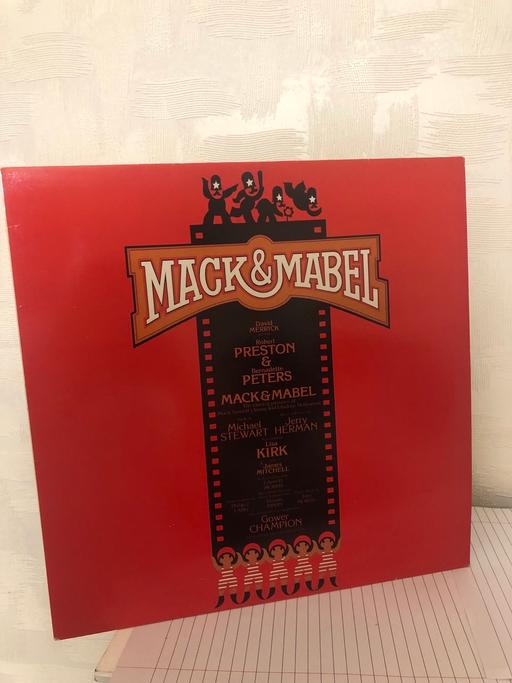 MACK&MABEL
David
MERRICK
Robert
PRESTON
&
Bernadette
PETERS
MACK&MABEL
Michael Jerry
STEWART HERMAN
Lisa
KIRK
James
MITCHELL
Gower
CHAMPION